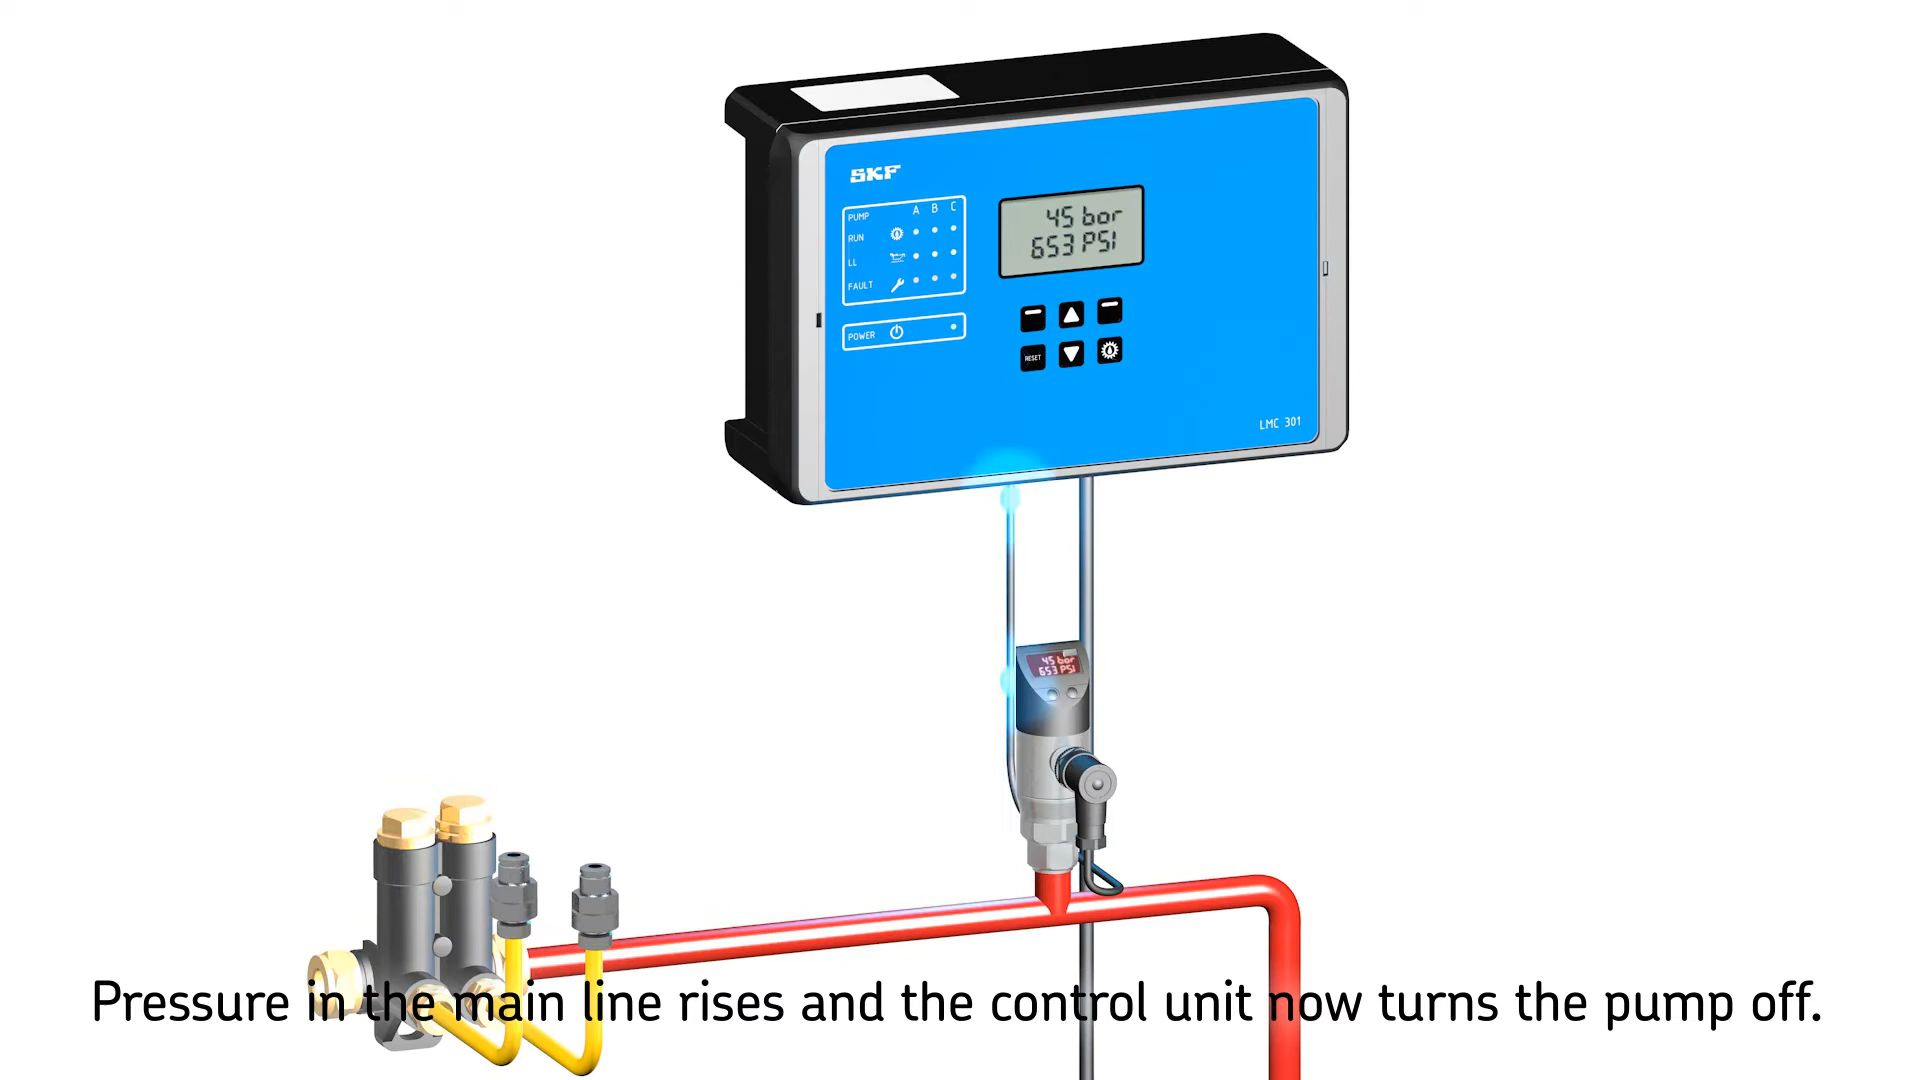 SKF
PUMP A B C
RUN
LL
FAULT
POWER
45 bar
653 PSI
RESET
LMC 301
45 bar
653 PSI
Pressure in the main line rises and the control unit now turns the pump off.